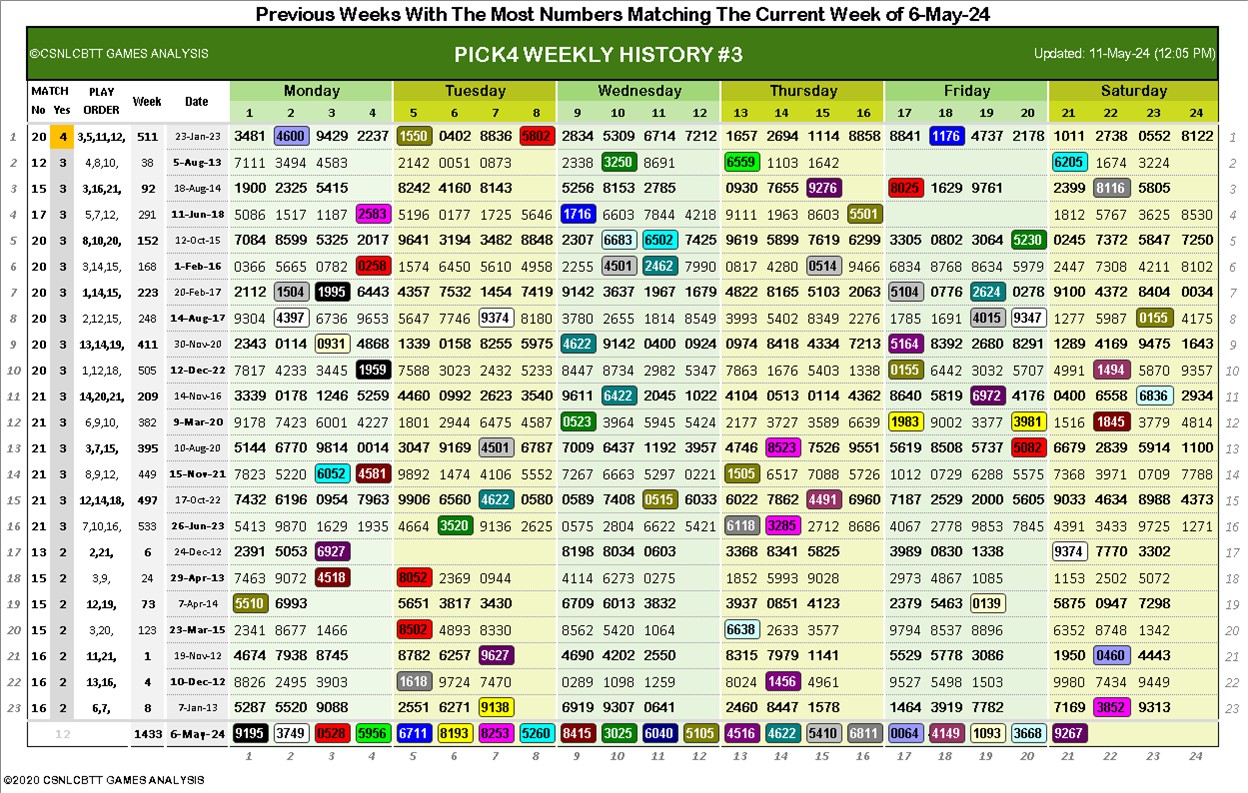 Previous Weeks With The Most Numbers Matching The Current Week of 6-May-24
©CSNLCBTT GAMES ANALYSIS PICK4 WEEKLY HISTORY #3 Updated: 11-May-24 (12:05 PM)
MATCH PLAY Week Date Monday Tuesday Wednesday Thursday Friday Saturday
No Yes ORDER 1 2 3 4 5 6 7 8 9 10 11 12 13 14 15 16 17 18 19 20 21 22 23 24
1 20 4 3,5,11,12, 511 23-Jan-23 3481 4600 9429 2237 1550 0402 8836 5802 2834 5309 6714 7212 1657 2694 1114 8858 8841 1176 4737 2178 1011 2738 0552 8122 1
2 12 3 4,8,10, 38 5-Aug-13 7111 3494 4583 2142 0051 0873 2338 3250 8691 6559 1103 1642 6205 1674 3224 2
3 15 3 3,16,21, 92 18-Aug-14 1900 2325 5415 8242 4160 8143 5256 8153 2785 0930 7655 9276 8025 1629 9761 2399 8116 5805 3
4 17 3 5,7,12, 291 11-Jun-18 5086 1517 1187 2583 5196 0177 1725 5646 1716 6603 7844 4218 9111 1963 8603 5501 1812 5767 3625 8530 4
5 20 3 8,10,20, 152 12-Oct-15 7084 8599 5325 2017 9641 3194 3482 8848 2307 6683 6502 7425 9619 5899 7619 6299 3305 0802 3064 5230 0245 7372 5847 7250 5
6 20 3 3,14,15, 168 1-Feb-16 0366 5665 0782 0258 1574 6450 5610 4958 2255 4501 2462 7990 0817 4280 0514 9466 6834 8768 8634 5979 2447 7308 4211 8102 6
7 20 3 1,14,15, 223 20-Feb-17 2112 1504 1995 6443 4357 7532 1454 7419 9142 3637 1967 1679 4822 8165 5103 2063 5104 0776 2624 0278 9100 4372 8404 0034 7
8 20 3 2,12,15, 248 14-Aug-17 9304 4397 6736 9653 5647 7746 9374 8180 3780 2655 1814 8549 3993 5402 8349 2276 1785 1691 4015 9347 1277 5987 0155 4175 8
9 20 3 13,14,19, 411 30-Nov-20 2343 0114 0931 4868 1339 0158 8255 5975 4622 9142 0400 0924 0974 8418 4334 7213 5164 8392 2680 8291 1289 4169 9475 1643 9
10 20 3 1,12,18, 505 12-Dec-22 7817 4233 3445 1959 7588 3023 2432 5233 8447 8734 2982 5347 7863 1676 5403 1338 0155 6442 3032 5707 4991 1494 5870 9357 10
11 21 3 14,20,21, 209 14-Nov-16 3339 0178 1246 5259 4460 0992 2623 3540 9611 6422 2045 1022 4104 0513 0114 4362 8640 5819 6972 4176 0400 6558 6836 2934 11
12 21 3 6,9,10, 382 9-Mar-20 9178 7423 6001 4227 1801 2944 6475 4587 0523 3964 5945 5424 2177 3727 3589 6639 1983 9002 3377 3981 1516 1845 3779 4814 12
13 21 3 3,7,15, 395 10-Aug-20 5144 6770 9814 0014 3047 9169 4501 6787 7009 6437 1192 3957 4746 8523 7526 9551 5619 8508 5737 5082 6679 2839 5914 1100 13
14 21 3 8,9,12, 449 15-Nov-21 7823 5220 6052 4581 9892 1474 4106 5552 7267 6663 5297 0221 1505 6517 7088 5726 1012 0729 6288 5575 7368 3971 0709 7788 14
15 21 3 12,14,18, 497 17-Oct-22 7432 6196 0954 7963 9906 6560 4622 0580 0589 7408 0515 6033 6022 7862 4491 6960 7187 2529 2000 5605 9033 4634 8988 4373 15
16 21 3 7,10,16, 533 26-Jun-23 5413 9870 1629 1935 4664 3520 9136 2625 0575 2804 6622 5421 6118 3285 2712 8686 4067 2778 9853 7845 4391 3433 9725 1271 16
17 13 2 2,21, 6 24-Dec-12 2391 5053 6927 8198 8034 0603 3368 8341 5825 3989 0830 1338 9374 7770 3302 17
18 15 2 3,9, 24 29-Apr-13 7463 9072 4518 8052 2369 0944 4114 6273 0275 1852 5993 9028 2973 4867 1085 1153 2502 5072 18
19 15 2 12,19, 73 7-Apr-14 5510 6993 5651 3817 3430 6709 6013 3832 3937 0851 4123 2379 5463 0139 5875 0947 7298 19
20 15 2 3,20, 123 23-Mar-15 2341 8677 1466 8502 4893 8330 8562 5420 1064 6638 2633 3577 9794 8537 8896 6352 8748 1342 20
21 16 2 11,21, 1 19-Nov-12 4674 7938 8745 8782 6257 9627 4690 4202 2550 8315 7979 1141 5529 5778 3086 1950 0460 4443 21
22 16 2 13,16, 4 10-Dec-12 8826 2495 3903 1618 9724 7470 0289 1098 1259 8034 1456 4961 9527 5498 1503 9980 7434 9449 22
23 16 2 6,7, 8 7-Jan-13 5287 5520 9088 2551 6271 9138 6919 9307 0641 2460 8447 1578 1464 3919 7782 7169 3852 9313 23
12 1433 6-May-24 9195 3749 0528 5956 6711 8193 8253 5260 8415 3025 6040 5105 4516 4622 5410 6811 0064 4149 1093 3668 9267
1 2 3 4 5 6 7 8 9 10 11 12 13 14 15 16 17 18 19 20 21 22 23 24
©2020 CSNLCBTT GAMES ANALYSIS